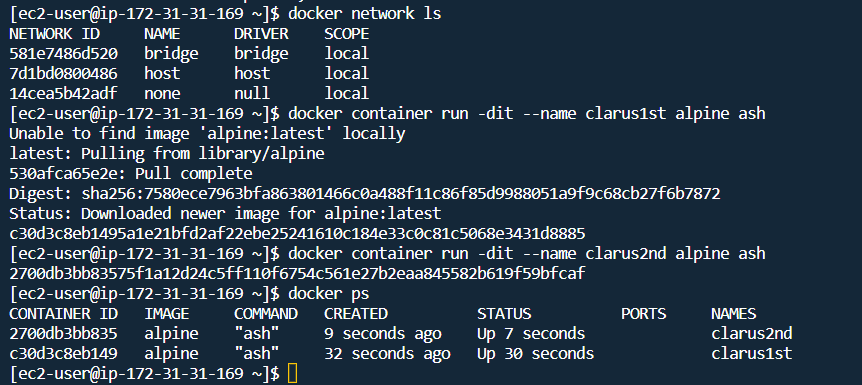 [ec2-user@ip-172-31-31-169 ~]$ docker network ls
NETWORK ID     NAME      DRIVER    SCOPE
581e7486d520   bridge    bridge    local
7d1bd0800486   host      host      local
14cea5b42adf   none      null      local
[ec2-user@ip-172-31-31-169 ~]$ docker container run -dit --name clarus1st alpine ash
Unable to find image 'alpine:latest' locally
latest: Pulling from library/alpine
530afca65e2e: Pull complete
Digest: sha256:7580ece7963bfa863801466c0a488f11c86f85d9988051a9f9c68cb27f6b7872
Status: Downloaded newer image for alpine:latest
c30d3c8eb1495a1e21bfd2af22ebe25241610c184e33c0c81c5068e3431d8885
[ec2-user@ip-172-31-31-169 ~]$ docker container run -dit --name clarus2nd alpine ash
2700db3bb83575f1a12d24c5ff110f6754c561e27b2eaa845582b619f59bfcaf
[ec2-user@ip-172-31-31-169 ~]$ docker ps
CONTAINER ID   IMAGE     COMMAND   CREATED          STATUS          PORTS     NAMES
2700db3bb835   alpine    "ash"     9 seconds ago    Up 7 seconds              clarus2nd
c30d3c8eb149   alpine    "ash"     32 seconds ago   Up 30 seconds             clarus1st
[ec2-user@ip-172-31-31-169 ~]$